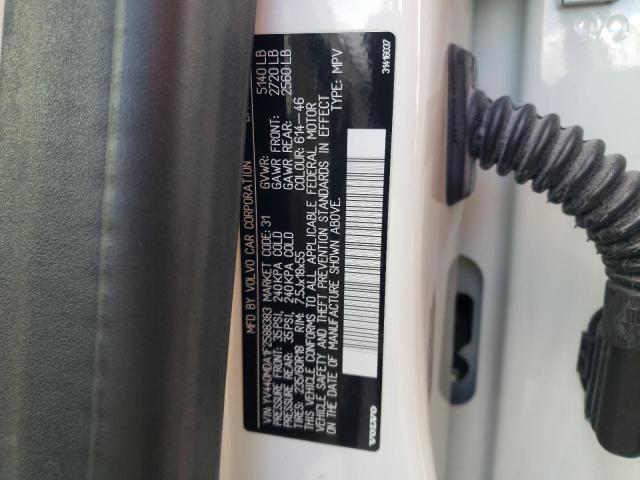 MFD BY VOLVO CAR CORPORATION
VIN: YV440MDA1F2588383 MARKET CODE: 31 GVWR: 5140 LB
PRESSURE FRONT: 35PSI, 240KPA COLD GAWR FRONT: 2720 LB
PRESSURE REAR: 35PSI, 240KPA COLD GAWR REAR: 2560 LB
TIRES: 235/60R18 RIM: 7.5Jx18x55 COLOUR: 614-46
THIS VEHICLE CONFORMS TO ALL APPLICABLE FEDERAL MOTOR
VEHICLE SAFETY AND THEFT PREVENTION STANDARDS IN EFFECT
ON THE DATE OF MANUFACTURE SHOWN ABOVE. TYPE: MPV
VOLVO 31416037